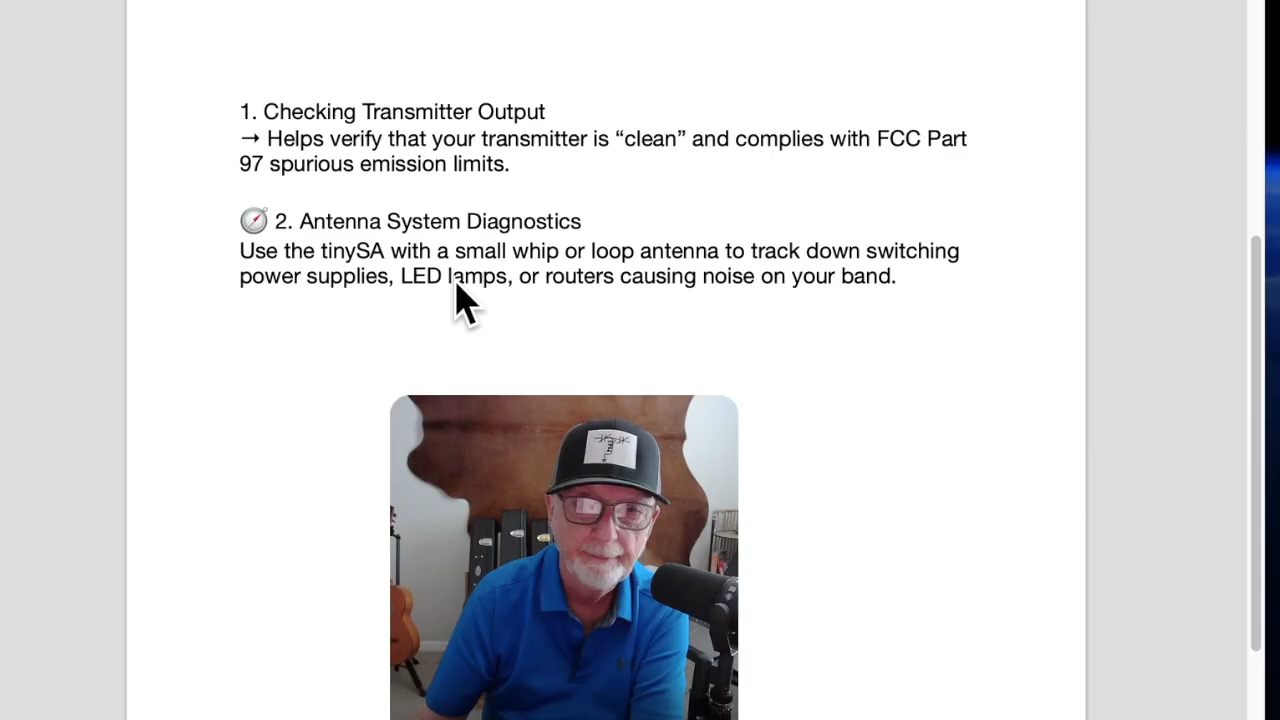 1. Checking Transmitter Output
→ Helps verify that your transmitter is “clean” and complies with FCC Part
97 spurious emission limits.
2. Antenna System Diagnostics
Use the tinySA with a small whip or loop antenna to track down switching
power supplies, LED lamps, or routers causing noise on your band.